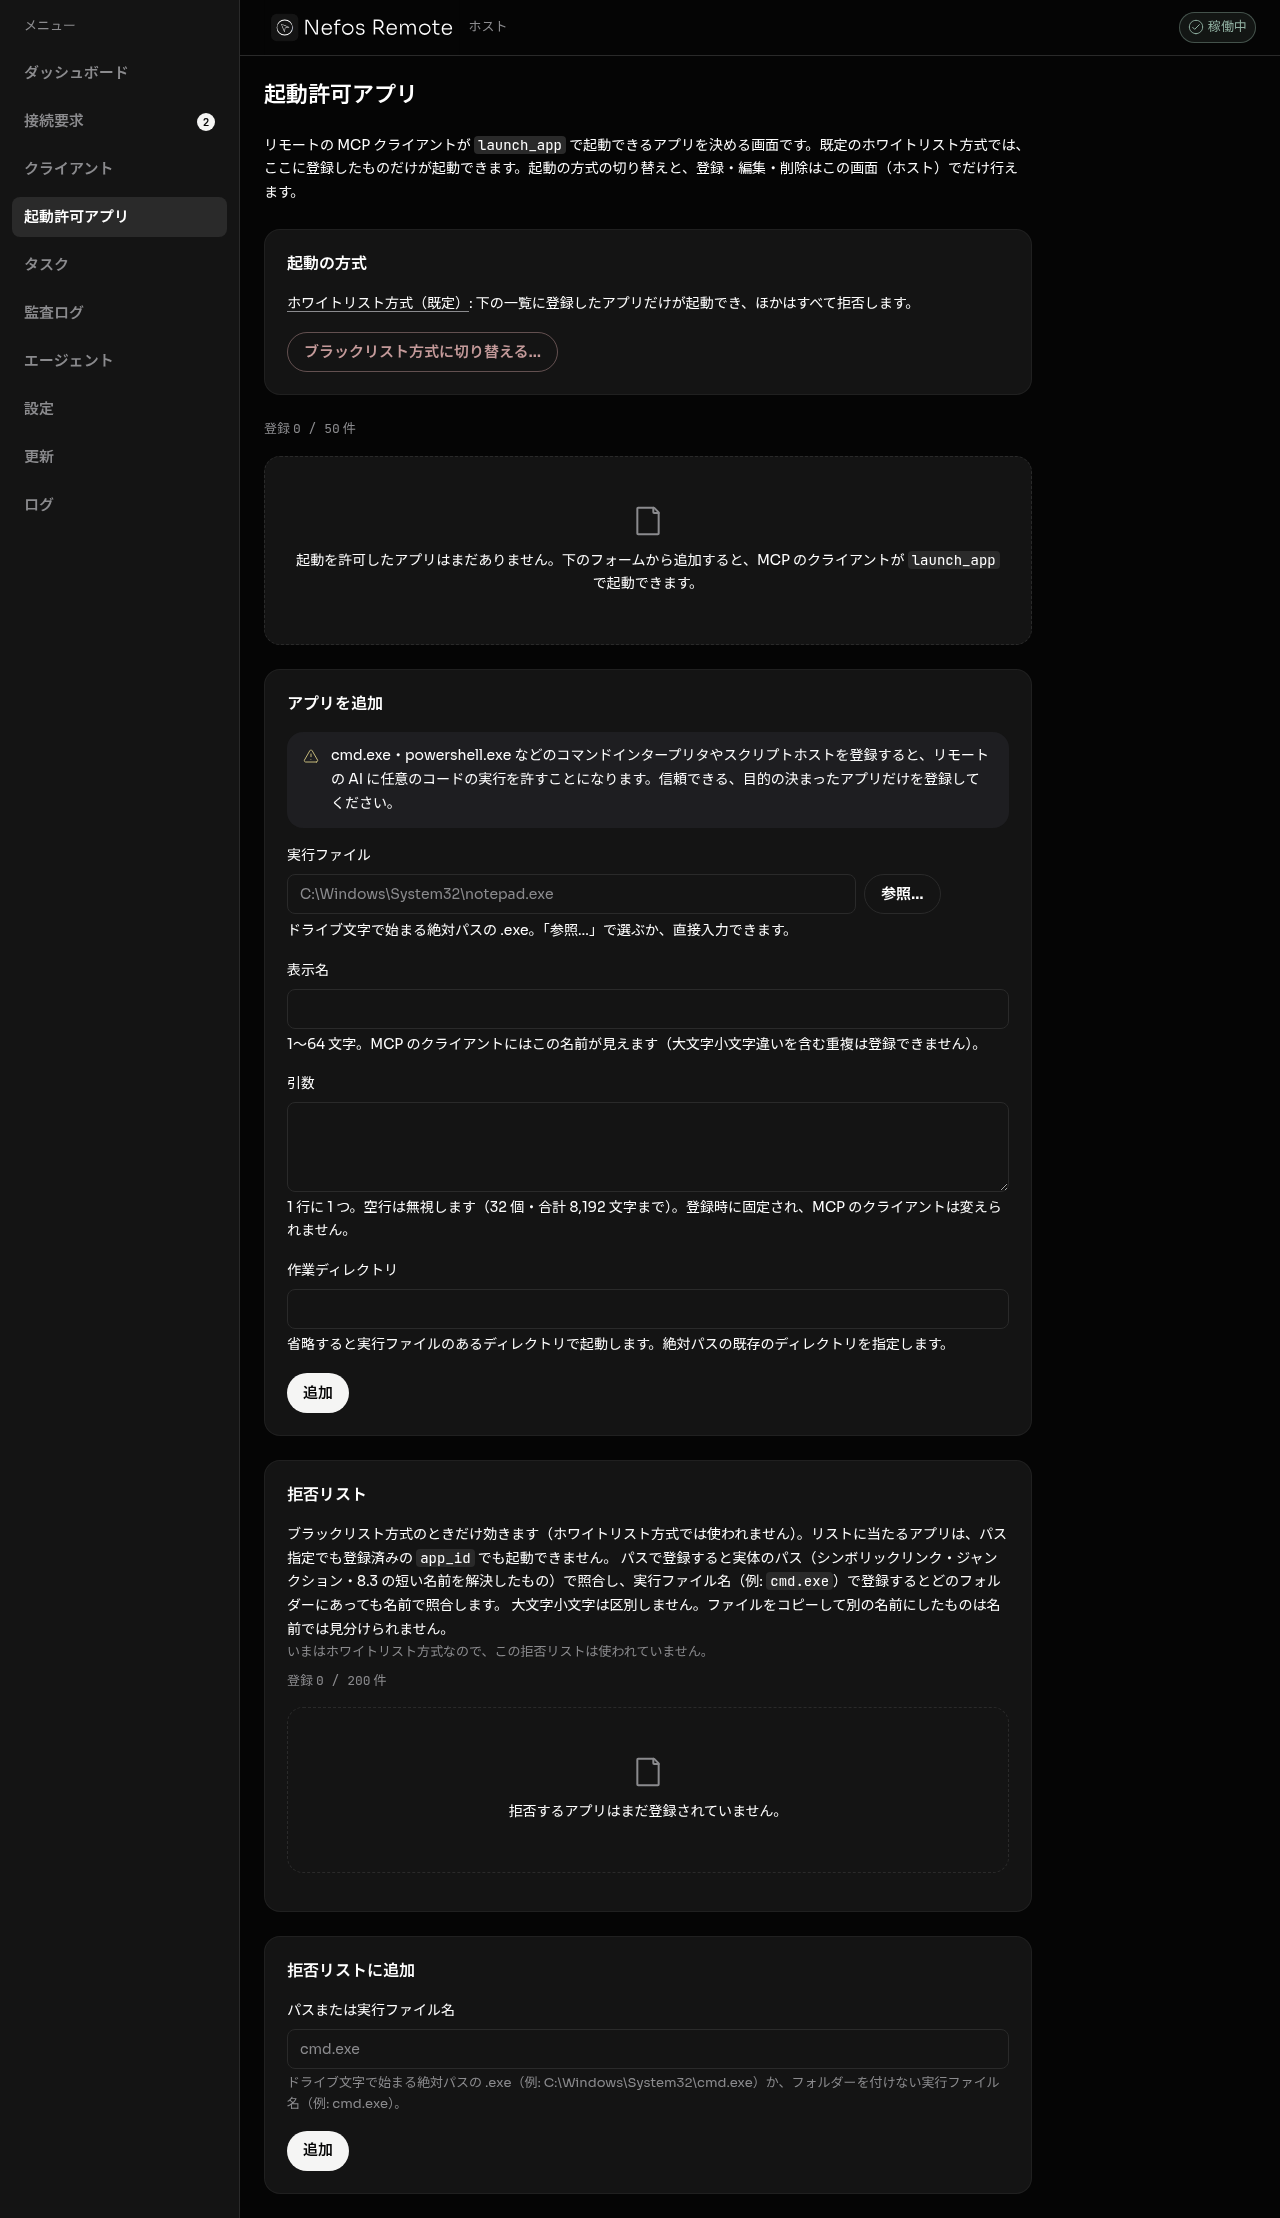 メニュー
ダッシュボード
接続要求
2
クライアント
起動許可アプリ
タスク
監査ログ
エージェント
設定
更新
ログ
Nefos Remote
ホスト
稼働中
起動許可アプリ
リモートの MCP クライアントが launch_app で起動できるアプリを決める画面です。既定のホワイトリスト方式では、
ここに登録したものだけが起動できます。起動の方式の切り替えと、登録・編集・削除はこの画面（ホスト）でだけ行え
ます。
起動の方式
ホワイトリスト方式（既定）: 下の一覧に登録したアプリだけが起動でき、ほかはすべて拒否します。
ブラックリスト方式に切り替える…
登録 0 / 50 件
起動を許可したアプリはまだありません。下のフォームから追加すると、MCP のクライアントが launch_app
で起動できます。
アプリを追加
cmd.exe・powershell.exe などのコマンドインタープリタやスクリプトホストを登録すると、リモート
の AI に任意のコードの実行を許すことになります。信頼できる、目的の決まったアプリだけを登録して
ください。
実行ファイル
C:\Windows\System32\notepad.exe
参照…
ドライブ文字で始まる絶対パスの .exe。「参照…」で選ぶか、直接入力できます。
表示名
1〜64 文字。MCP のクライアントにはこの名前が見えます（大文字小文字違いを含む重複は登録できません）。
引数
1 行に 1 つ。空行は無視します（32 個・合計 8,192 文字まで）。登録時に固定され、MCP のクライアントは変えら
れません。
作業ディレクトリ
省略すると実行ファイルのあるディレクトリで起動します。絶対パスの既存のディレクトリを指定します。
追加
拒否リスト
ブラックリスト方式のときだけ効きます（ホワイトリスト方式では使われません）。リストに当たるアプリは、パス
指定でも登録済みの app_id でも起動できません。 パスで登録すると実体のパス（シンボリックリンク・ジャン
クション・8.3 の短い名前を解決したもの）で照合し、実行ファイル名（例: cmd.exe）で登録するとどのフォル
ダーにあっても名前で照合します。 大文字小文字は区別しません。ファイルをコピーして別の名前にしたものは名
前では見分けられません。
いまはホワイトリスト方式なので、この拒否リストは使われていません。
登録 0 / 200 件
拒否するアプリはまだ登録されていません。
拒否リストに追加
パスまたは実行ファイル名
cmd.exe
ドライブ文字で始まる絶対パスの .exe（例: C:\Windows\System32\cmd.exe）か、フォルダーを付けない実行ファイル
名（例: cmd.exe）。
追加